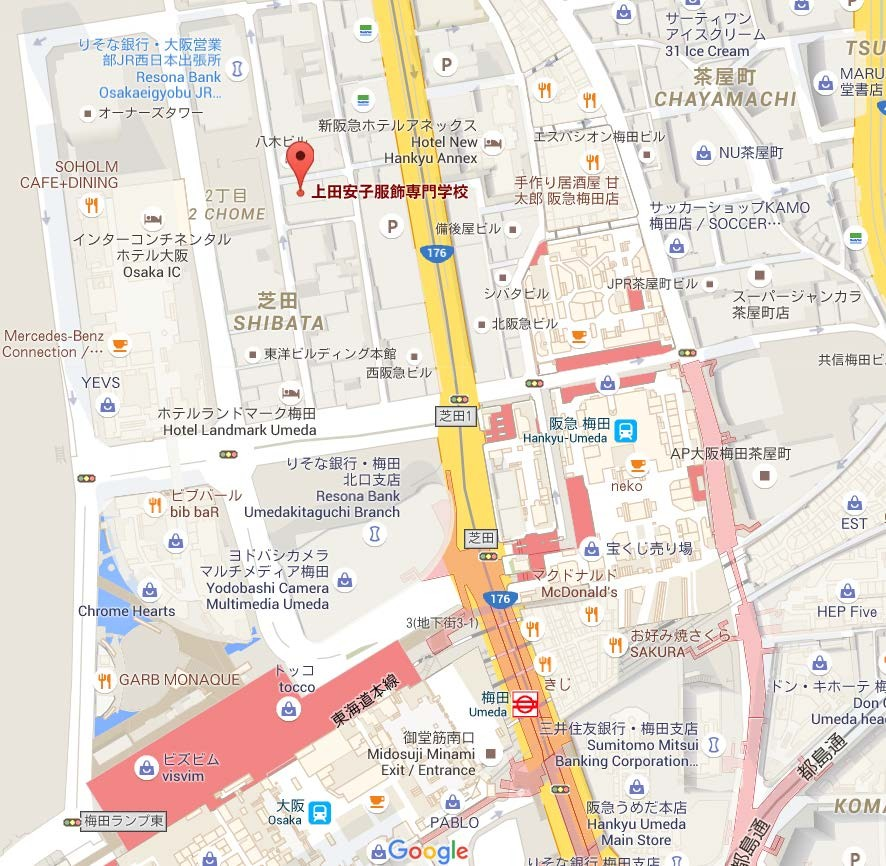 りそな銀行・大阪営業
部JR西日本出張所
Resona Bank
Osakaeigyobu JR...
オーナーズタワー
八木ビル
新阪急ホテルアネックス
Hotel New
Hankyu Annex
P
サーティワン
アイスクリーム
31 Ice Cream
P
茶屋町
CHAYAMACHI
TSU
MARU
堂書店
エスパシオン梅田ビル
NU茶屋町
SOHOLM
CAFE+DINING
2丁目
2 CHOME
上田安子服飾専門学校
手作り居酒屋 甘
太郎 阪急梅田店
サッカーショップKAMO
梅田店 / SOCCER…
インターコンチネンタル
ホテル大阪
Osaka IC
P
備後屋ビル
176
シバタビル
JPR茶屋町ビル
スーパージャンカラ
茶屋町店
芝田
SHIBATA
北阪急ビル
Mercedes-Benz
Connection /…
東洋ビルディング本館
西阪急ビル
共信梅田ビ
YEVS
ホテルランドマーク梅田
Hotel Landmark Umeda
芝田1
阪急 梅田
Hankyu-Umeda
AP大阪梅田茶屋町
neko
りそな銀行・梅田
北口支店
Resona Bank
Umedakitaguchi Branch
ビブバール
bib baR
EST
芝田
宝くじ売り場
ヨドバシカメラ
マルチメディア梅田
Yodobashi Camera
Multimedia Umeda
マクドナルド
McDonald's
176
Chrome Hearts
HEP Five
3(地下街3-1)
お好み焼さくら
SAKURA
GARB MONAQUE
トッコ
tocco
東海道本線
きじ
梅田
Umeda
ドン・キホーテ 梅
Don Q
Umeda head
三井住友銀行・梅田支店
Sumitomo Mitsui
Banking Corporation...
御堂筋南口
Midosuji Minami
Exit / Entrance
ビズビム
visvim
都島通
大阪
Osaka
PABLO
阪急うめだ本店
Hankyu Umeda
Main Store
KOMA
梅田ランプ東
Google
都島通
りそな銀行 梅田支店
P